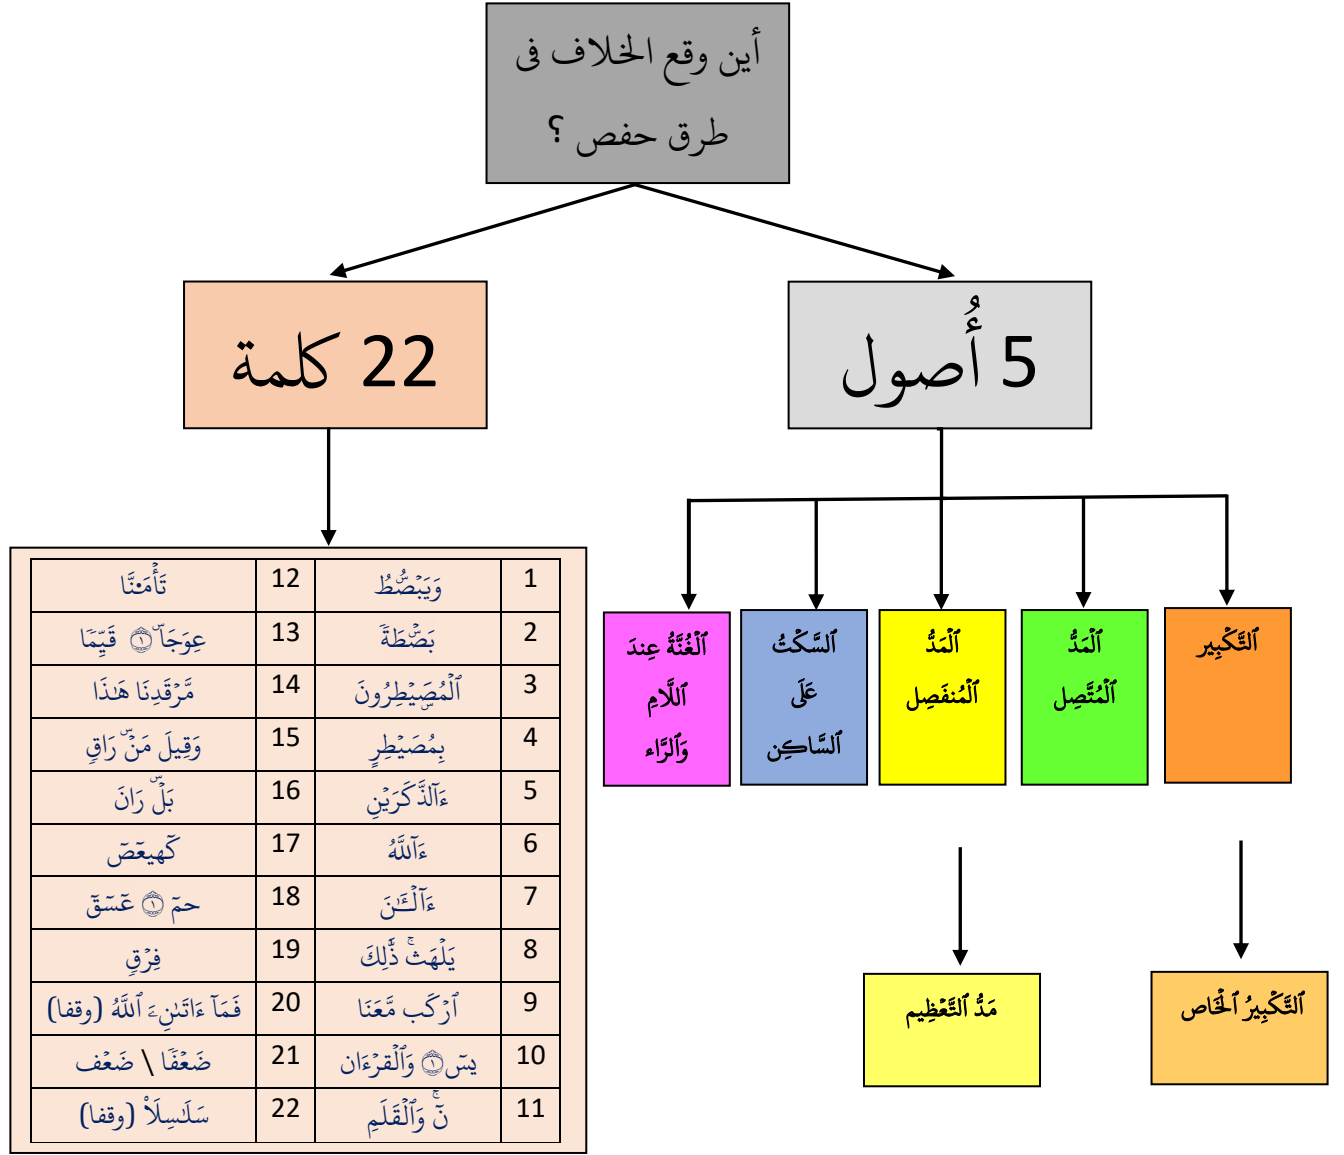 أين وقع الخلاف فى
طرق حفص ؟
5 أُصول
22 كلمة
ٱلتَّكْبِير
ٱلْمَدُّ
ٱلْمُتَّصِل
ٱلْمَدُّ
ٱلْمُنفَصِل
ٱلسَّكْتُ
عَلَى
ٱلسَّاكِن
ٱلْغُنَّةُ عِندَ
ٱللَّامِ
وَٱلرَّاء
ٱلتَّكْبِيرُ ٱلْخَاص
مَدُّ ٱلتَّعْظِيم
1 وَيَبْصُۜطُ 12 تَأْمَ۫نَّا
2 بَصْۜطَةً 13 عِوَجَاۜ ۝١ قَيِّمًا
3 ٱلْمُصَۣيْطِرُونَ 14 مَّرْقَدِنَا هَـٰذَا
4 بِمُصَيْطِرٍ 15 وَقِيلَ مَنْۜ رَاقٍ
5 ءَآلذَّكَرَيْنِ 16 بَلْۜ رَانَ
6 ءَآللَّهُ 17 كٓهيعٓصٓ
7 ءَآلْـَٔـٰنَ 18 حمٓ ۝١ عٓسٓقٓ
8 يَلْهَثْۚ ذَّٰلِكَ 19 فِرْقٍ
9 ٱرْكَب مَّعَنَا 20 فَمَآ ءَاتَىٰنِۦَ ٱللَّهُ (وقفا)
10 يسٓ ۝١ وَٱلْقُرْءَان 21 ضَعْفًا \ ضَعْف
11 نٓۚ وَٱلْقَلَمِ 22 سَلَـٰسِلَا۟ (وقفا)